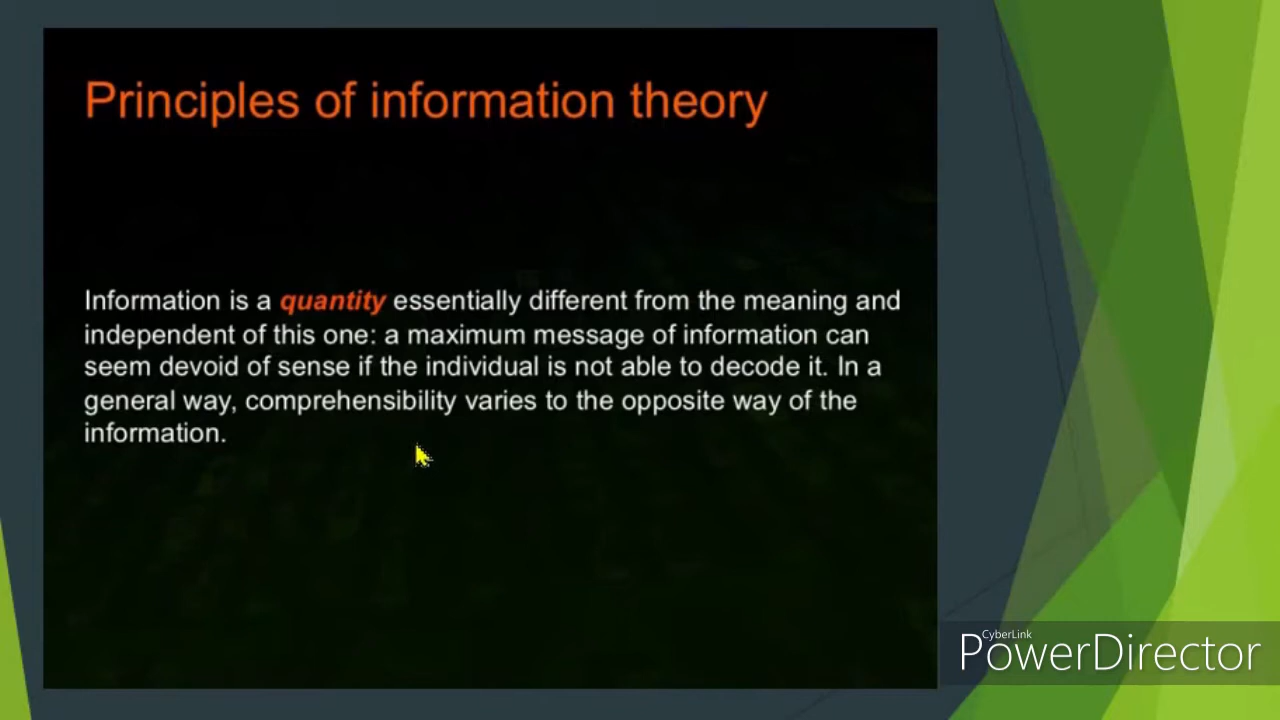 Principles of information theory
Information is a quantity essentially different from the meaning and
independent of this one: a maximum message of information can
seem devoid of sense if the individual is not able to decode it. In a
general way, comprehensibility varies to the opposite way of the
information.
CyberLink
PowerDirector